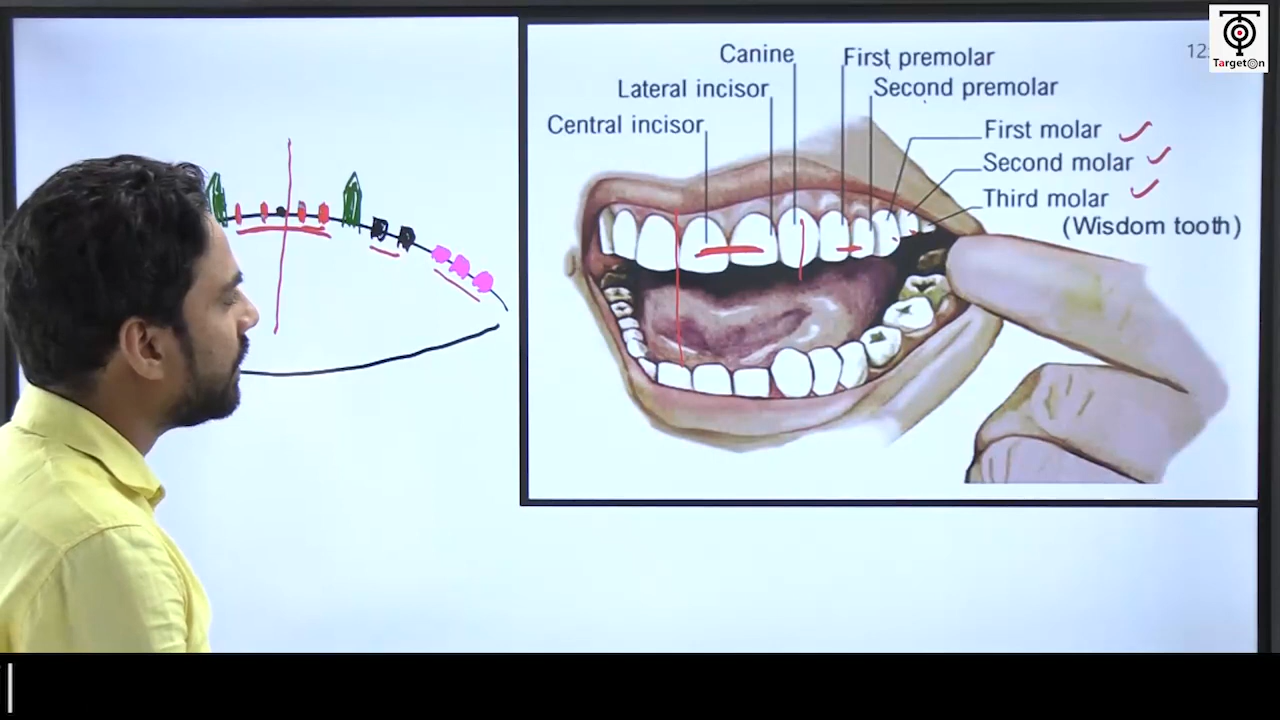 Canine
First premolar
Lateral incisor
Second premolar
Central incisor
First molar
Second molar
Third molar
(Wisdom tooth)
TargetOn